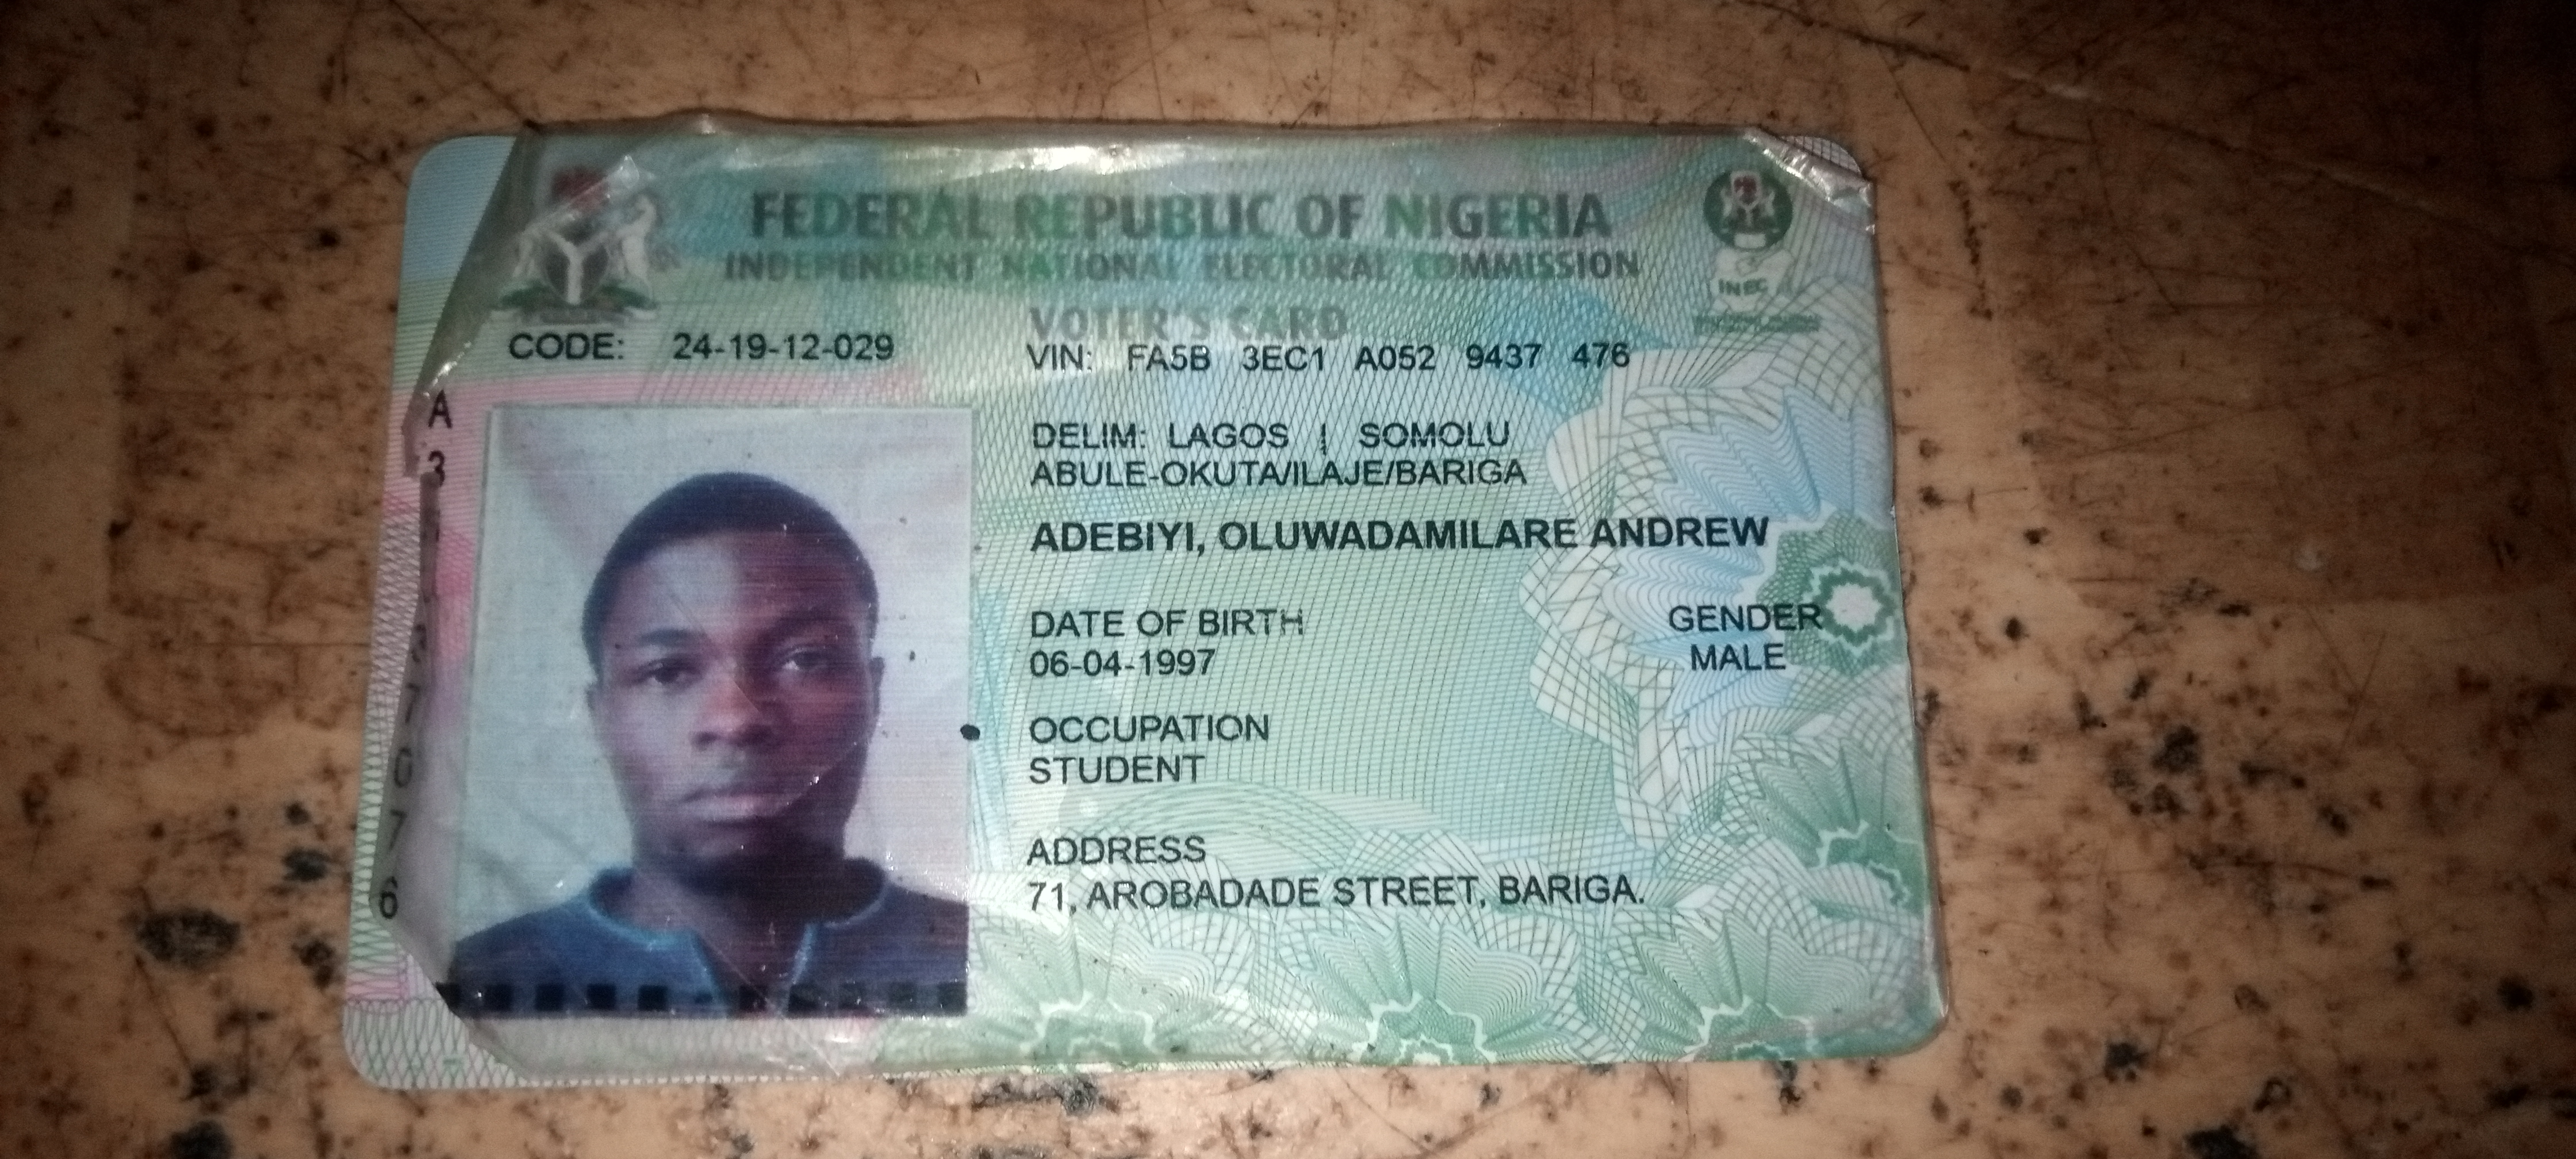 FEDERAL REPUBLIC OF NIGERIA
INDEPENDENT NATIONAL ELECTORAL COMMISSION
INEC
VOTER'S CARD
CODE: 24-19-12-029
VIN: FA5B 3EC1 A052 9437 476
DELIM: LAGOS | SOMOLU
ABULE-OKUTA/ILAJE/BARIGA
ADEBIYI, OLUWADAMILARE ANDREW
DATE OF BIRTH
06-04-1997
GENDER
MALE
OCCUPATION
STUDENT
ADDRESS
71, AROBADADE STREET, BARIGA.